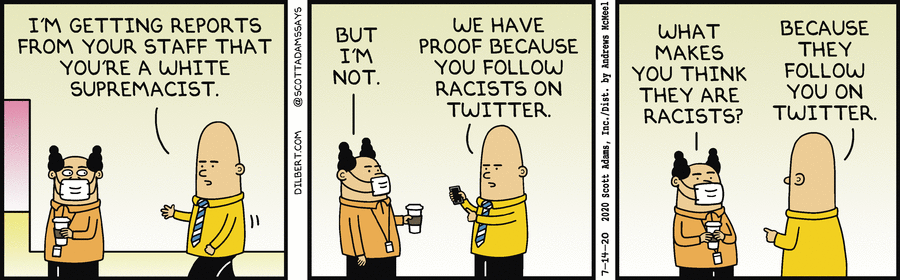 I'M GETTING REPORTS
FROM YOUR STAFF THAT
YOU'RE A WHITE
SUPREMACIST.
DILBERT.COM @SCOTTADAMSSAYS
BUT
I'M
NOT.
WE HAVE
PROOF BECAUSE
YOU FOLLOW
RACISTS ON
TWITTER.
7-14-20 2020 Scott Adams, Inc./Dist. by Andrews McMeel
WHAT
MAKES
YOU THINK
THEY ARE
RACISTS?
BECAUSE
THEY
FOLLOW
YOU ON
TWITTER.